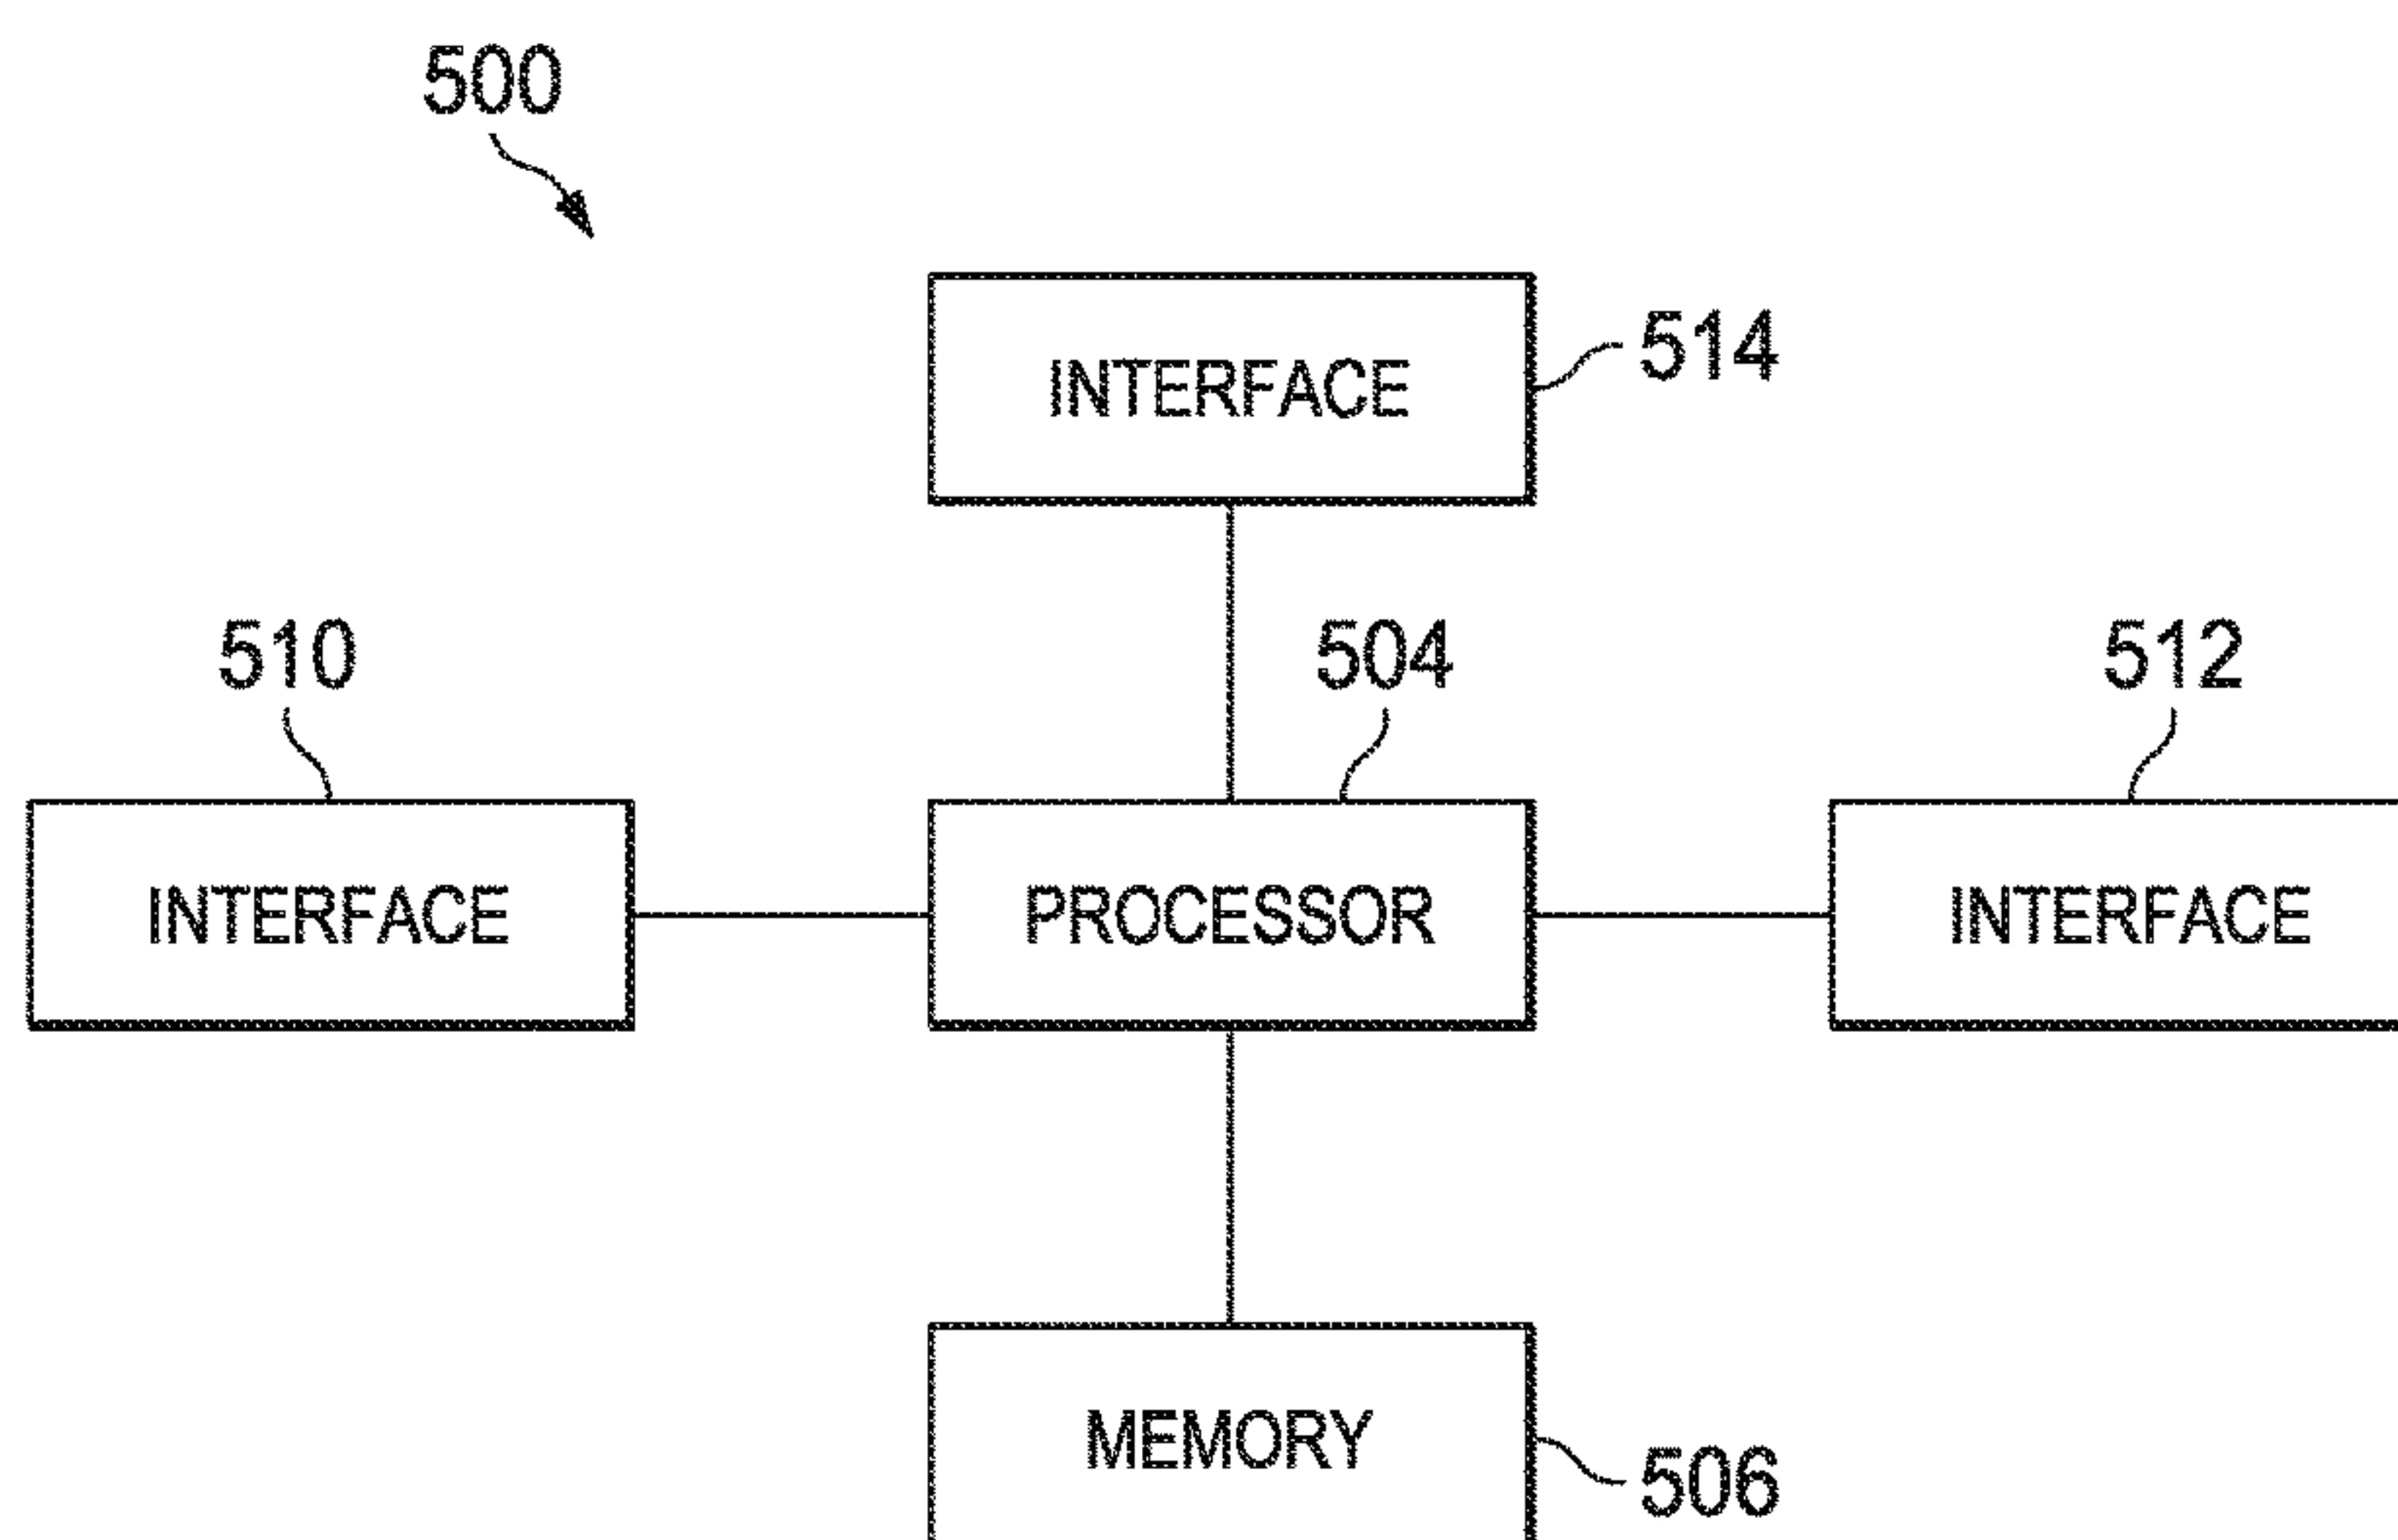 500
INTERFACE
514
510
504
512
INTERFACE
PROCESSOR
INTERFACE
MEMORY
506